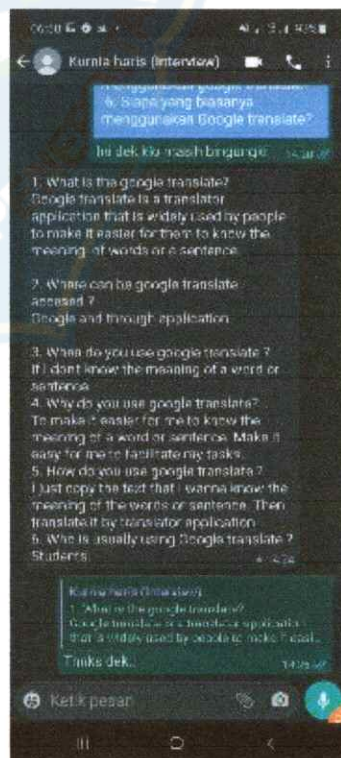 Kurnia haris (Interview)
menggunakan google translate
6. Siapa yang biasanya
menggunakan Google translate?
Ini dek klo masih bingungki
1. What is the google translate?
Google translate is a translator
application that is widely used by people
to make it easier for them to know the
meaning of words or a sentence.
2. Where can be google translate
accesed ?
Google and through application
3. When do you use google translate ?
If I dont know the meaning of a word or
sentence
4. Why do you use google translate?
To make it easier for me to know the
meaning of a word or sentence. Make it
easy for me to facilitate my tasks.
5. How do you use google translate ?
I just copy the text that I wanna know the
meaning of the words or sentence. Then
translate it by translator application
6. Who is usually using Google translate ?
Students.
Kurnia haris (Interview)
1. What is the google translate?
Google translate is a translator application
that is widely used by people to make it easi...
Thnks dek..
Ketik pesan